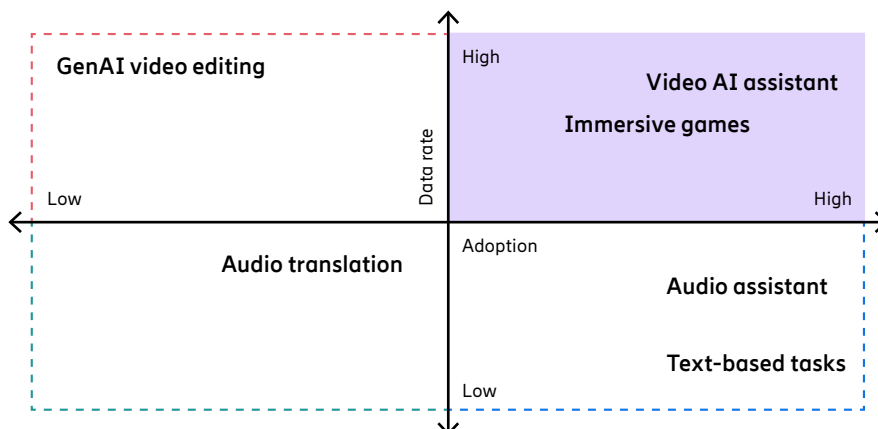 GenAI video editing
High
Video AI assistant
Immersive games
Data rate
Low
High
Adoption
Audio translation
Audio assistant
Text-based tasks
Low